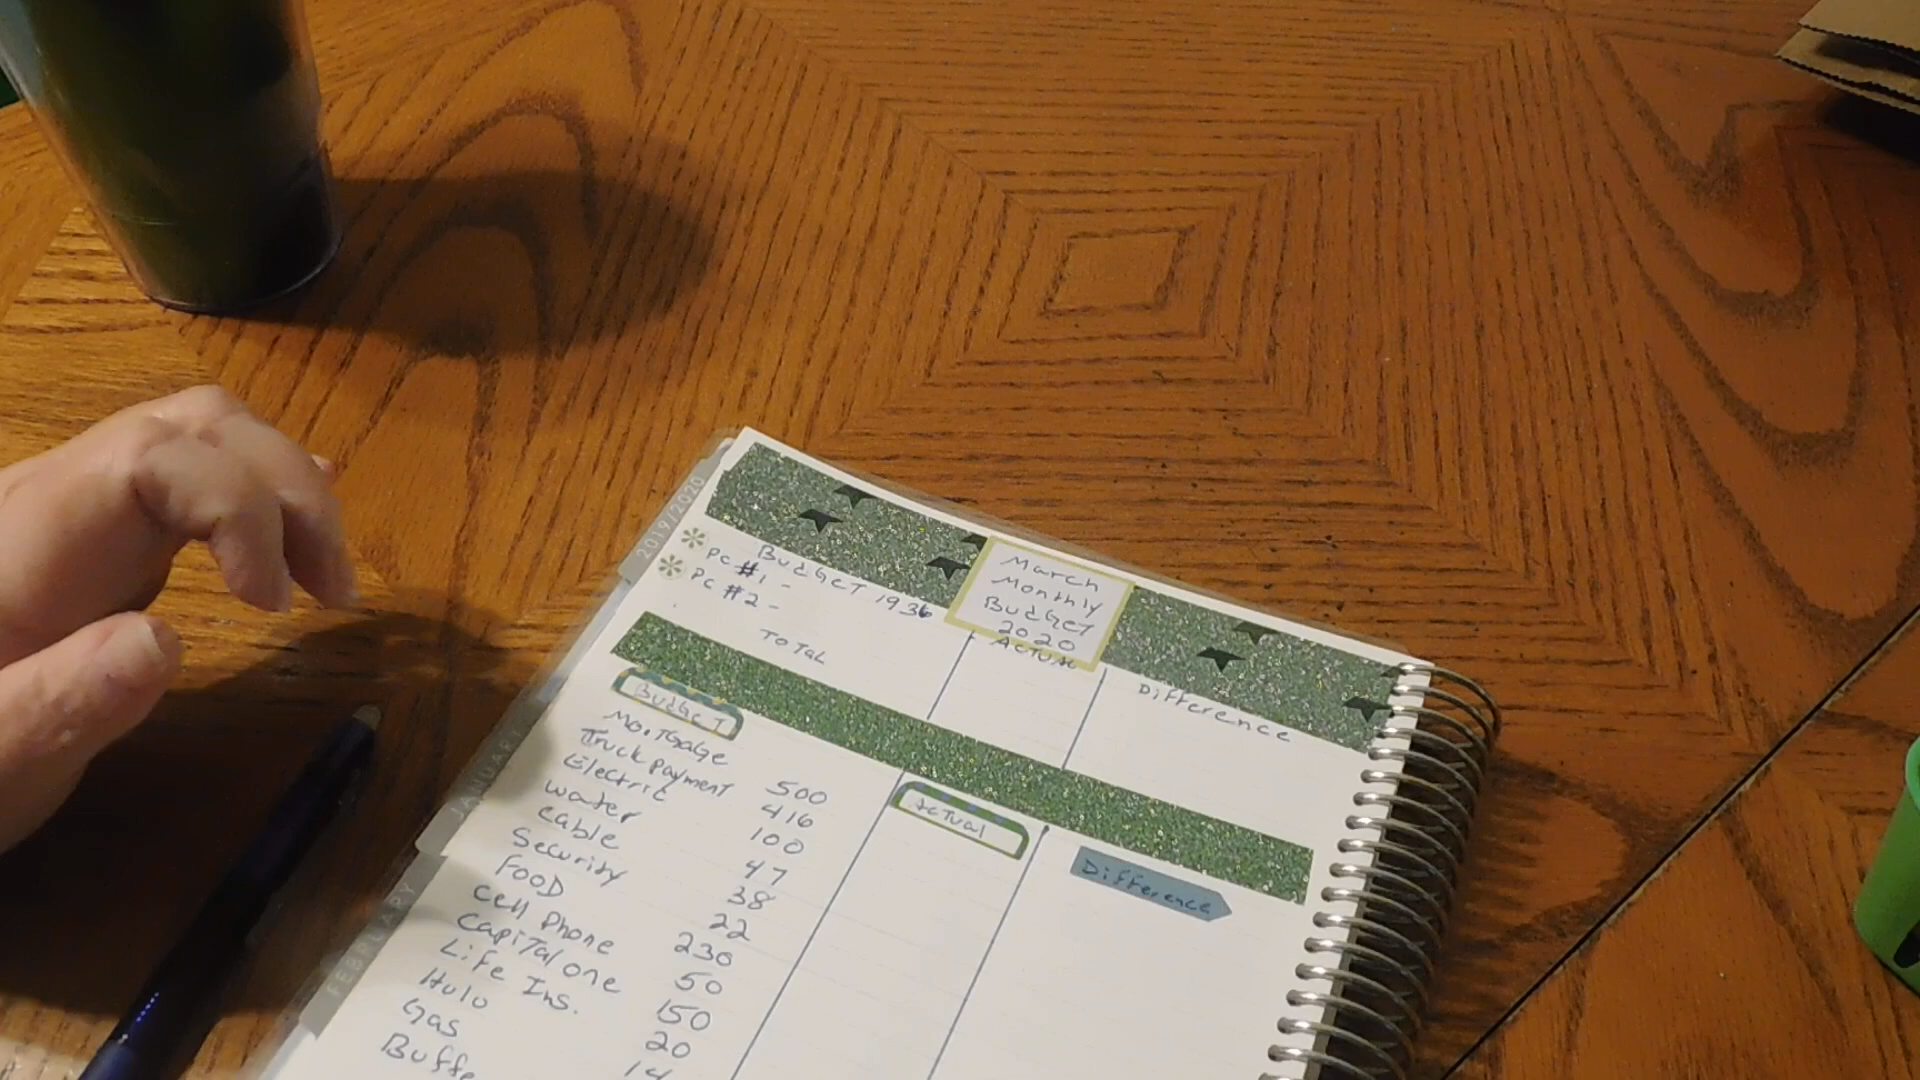 2019/2020
March
Monthly
Budget
2020
Budget Actual Difference
PC #1 - 1936
PC #2 -
Total
Budget Actual Difference
Mortgage 500
Truck payment 416
Electric 100
water 47
Cable 38
Security 22
Food 230
Cell Phone 50
Capital one 150
Life Ins. 20
Hulu 14
Gas
JANUARY
FEBRUARY